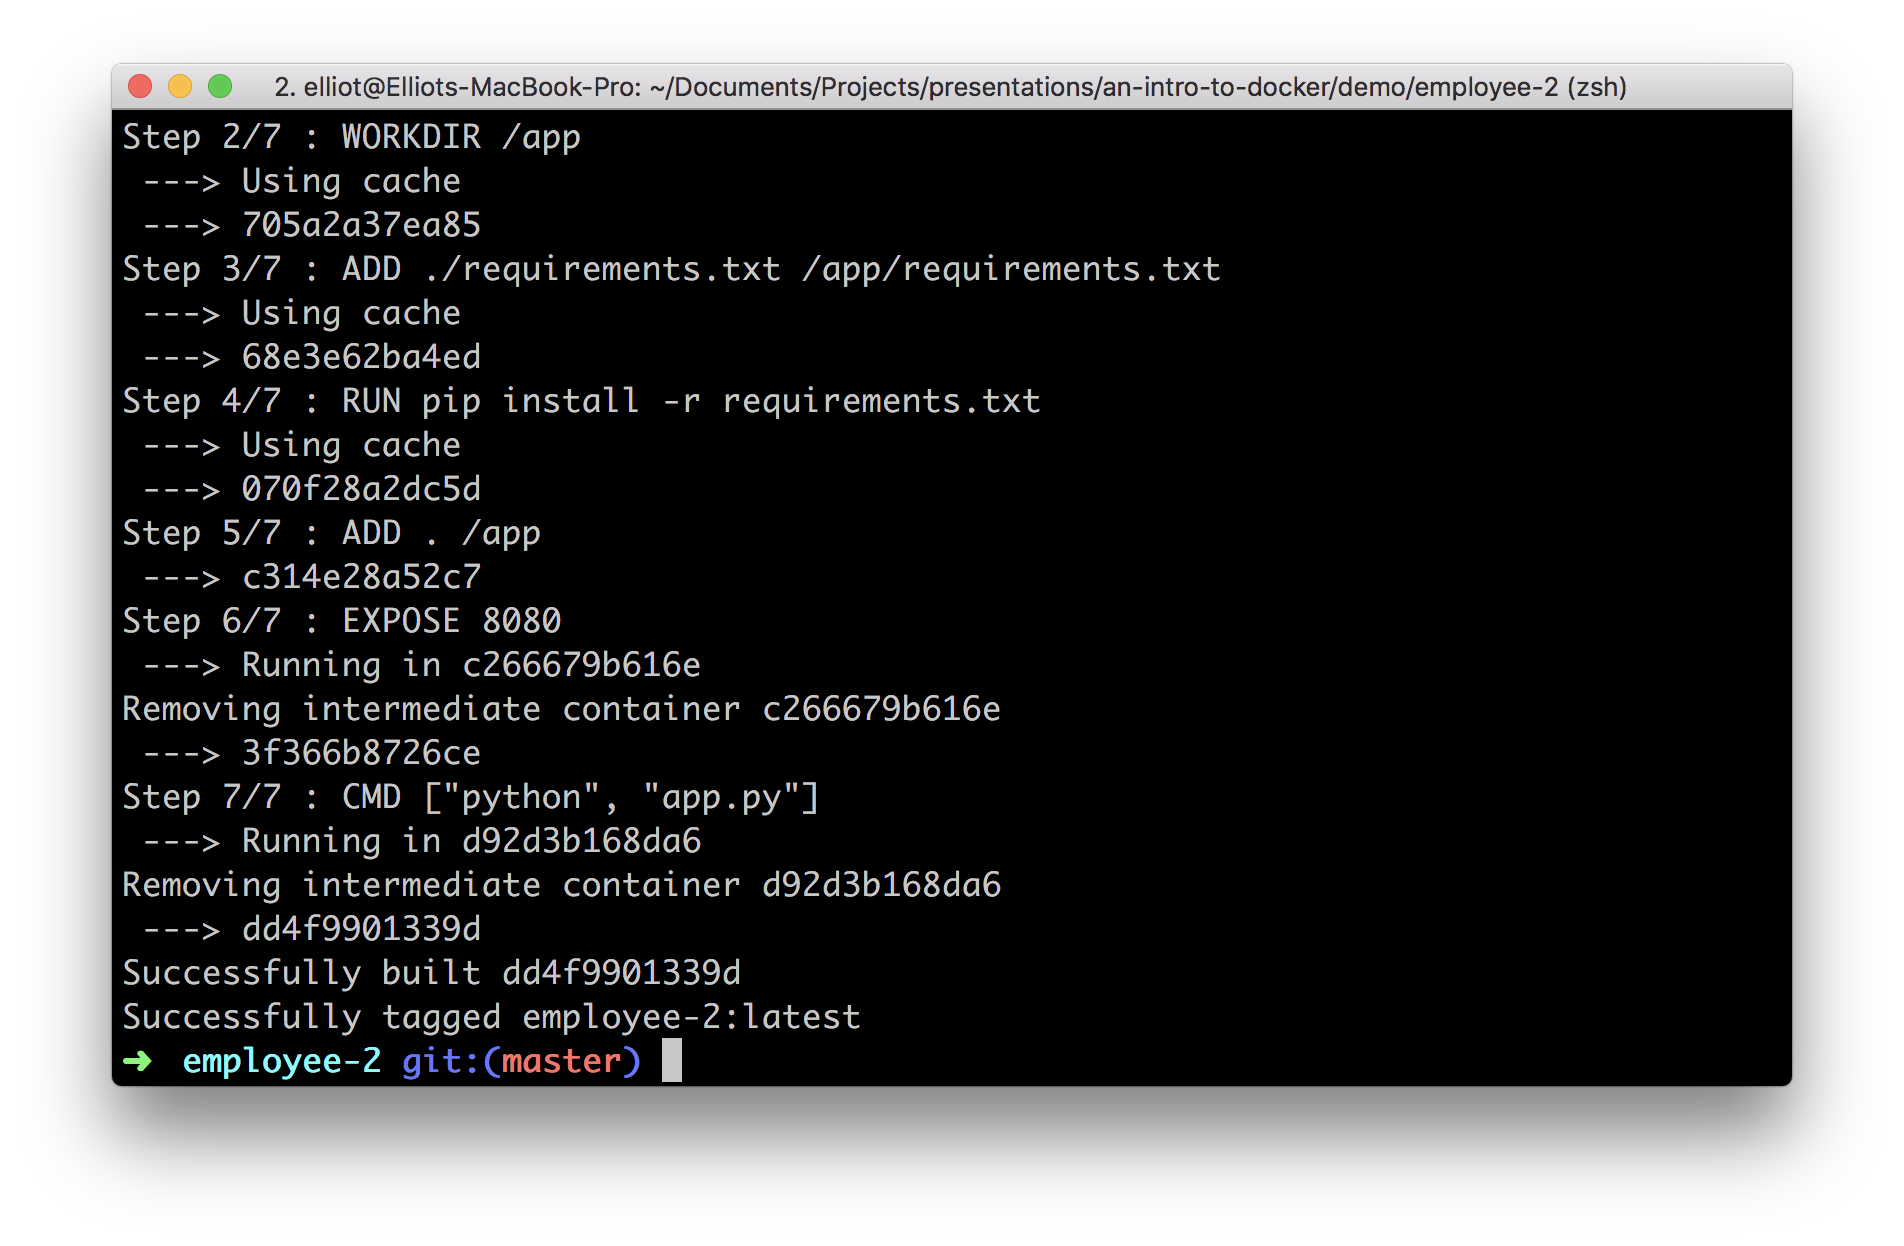 2. elliot@Elliots-MacBook-Pro: ~/Documents/Projects/presentations/an-intro-to-docker/demo/employee-2 (zsh)
Step 2/7 : WORKDIR /app
 ---> Using cache
 ---> 705a2a37ea85
Step 3/7 : ADD ./requirements.txt /app/requirements.txt
 ---> Using cache
 ---> 68e3e62ba4ed
Step 4/7 : RUN pip install -r requirements.txt
 ---> Using cache
 ---> 070f28a2dc5d
Step 5/7 : ADD . /app
 ---> c314e28a52c7
Step 6/7 : EXPOSE 8080
 ---> Running in c266679b616e
Removing intermediate container c266679b616e
 ---> 3f366b8726ce
Step 7/7 : CMD ["python", "app.py"]
 ---> Running in d92d3b168da6
Removing intermediate container d92d3b168da6
 ---> dd4f9901339d
Successfully built dd4f9901339d
Successfully tagged employee-2:latest
➜ employee-2 git:(master)